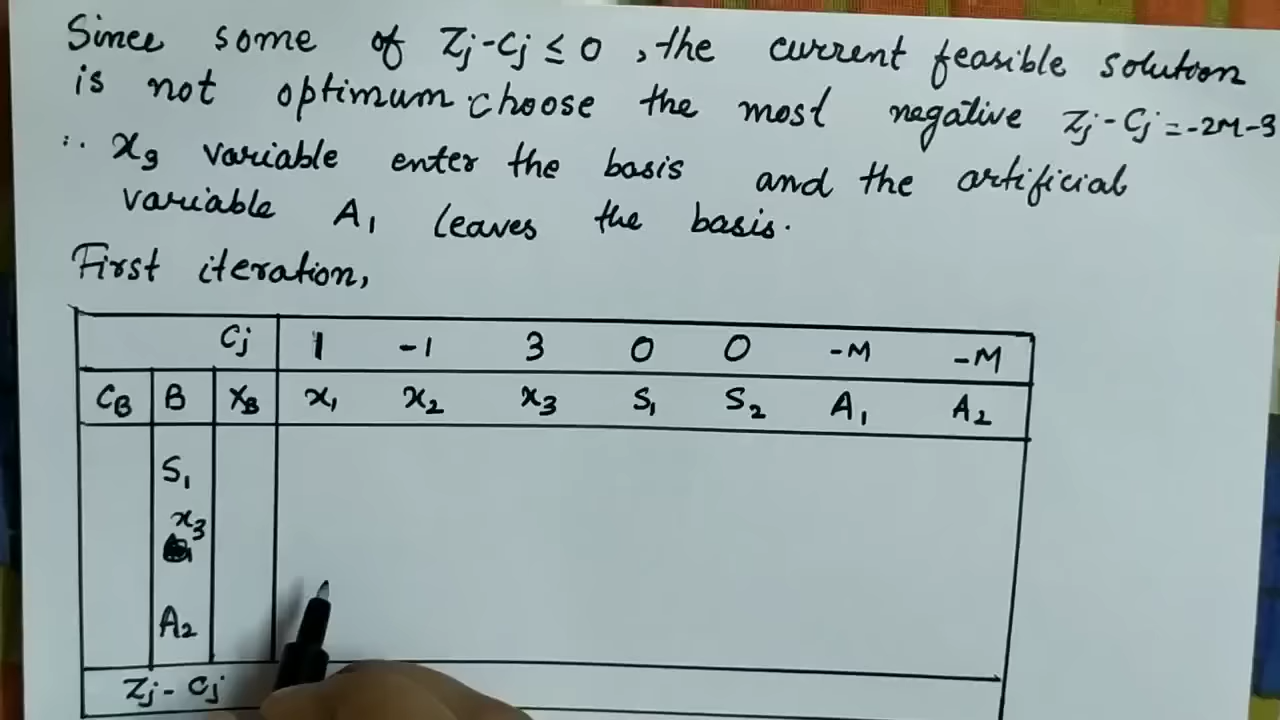 Since some of Zj-Cj ≤ 0, the current feasible solution
is not optimum. choose the most negative Zj-Cj = -2M-3
∴ x3 variable enter the basis and the artificial
variable A1 leaves the basis.
First iteration,
Cj 1 -1 3 0 0 -M -M
CB B XB x1 x2 x3 S1 S2 A1 A2
S1
x3
A2
Zj - Cj